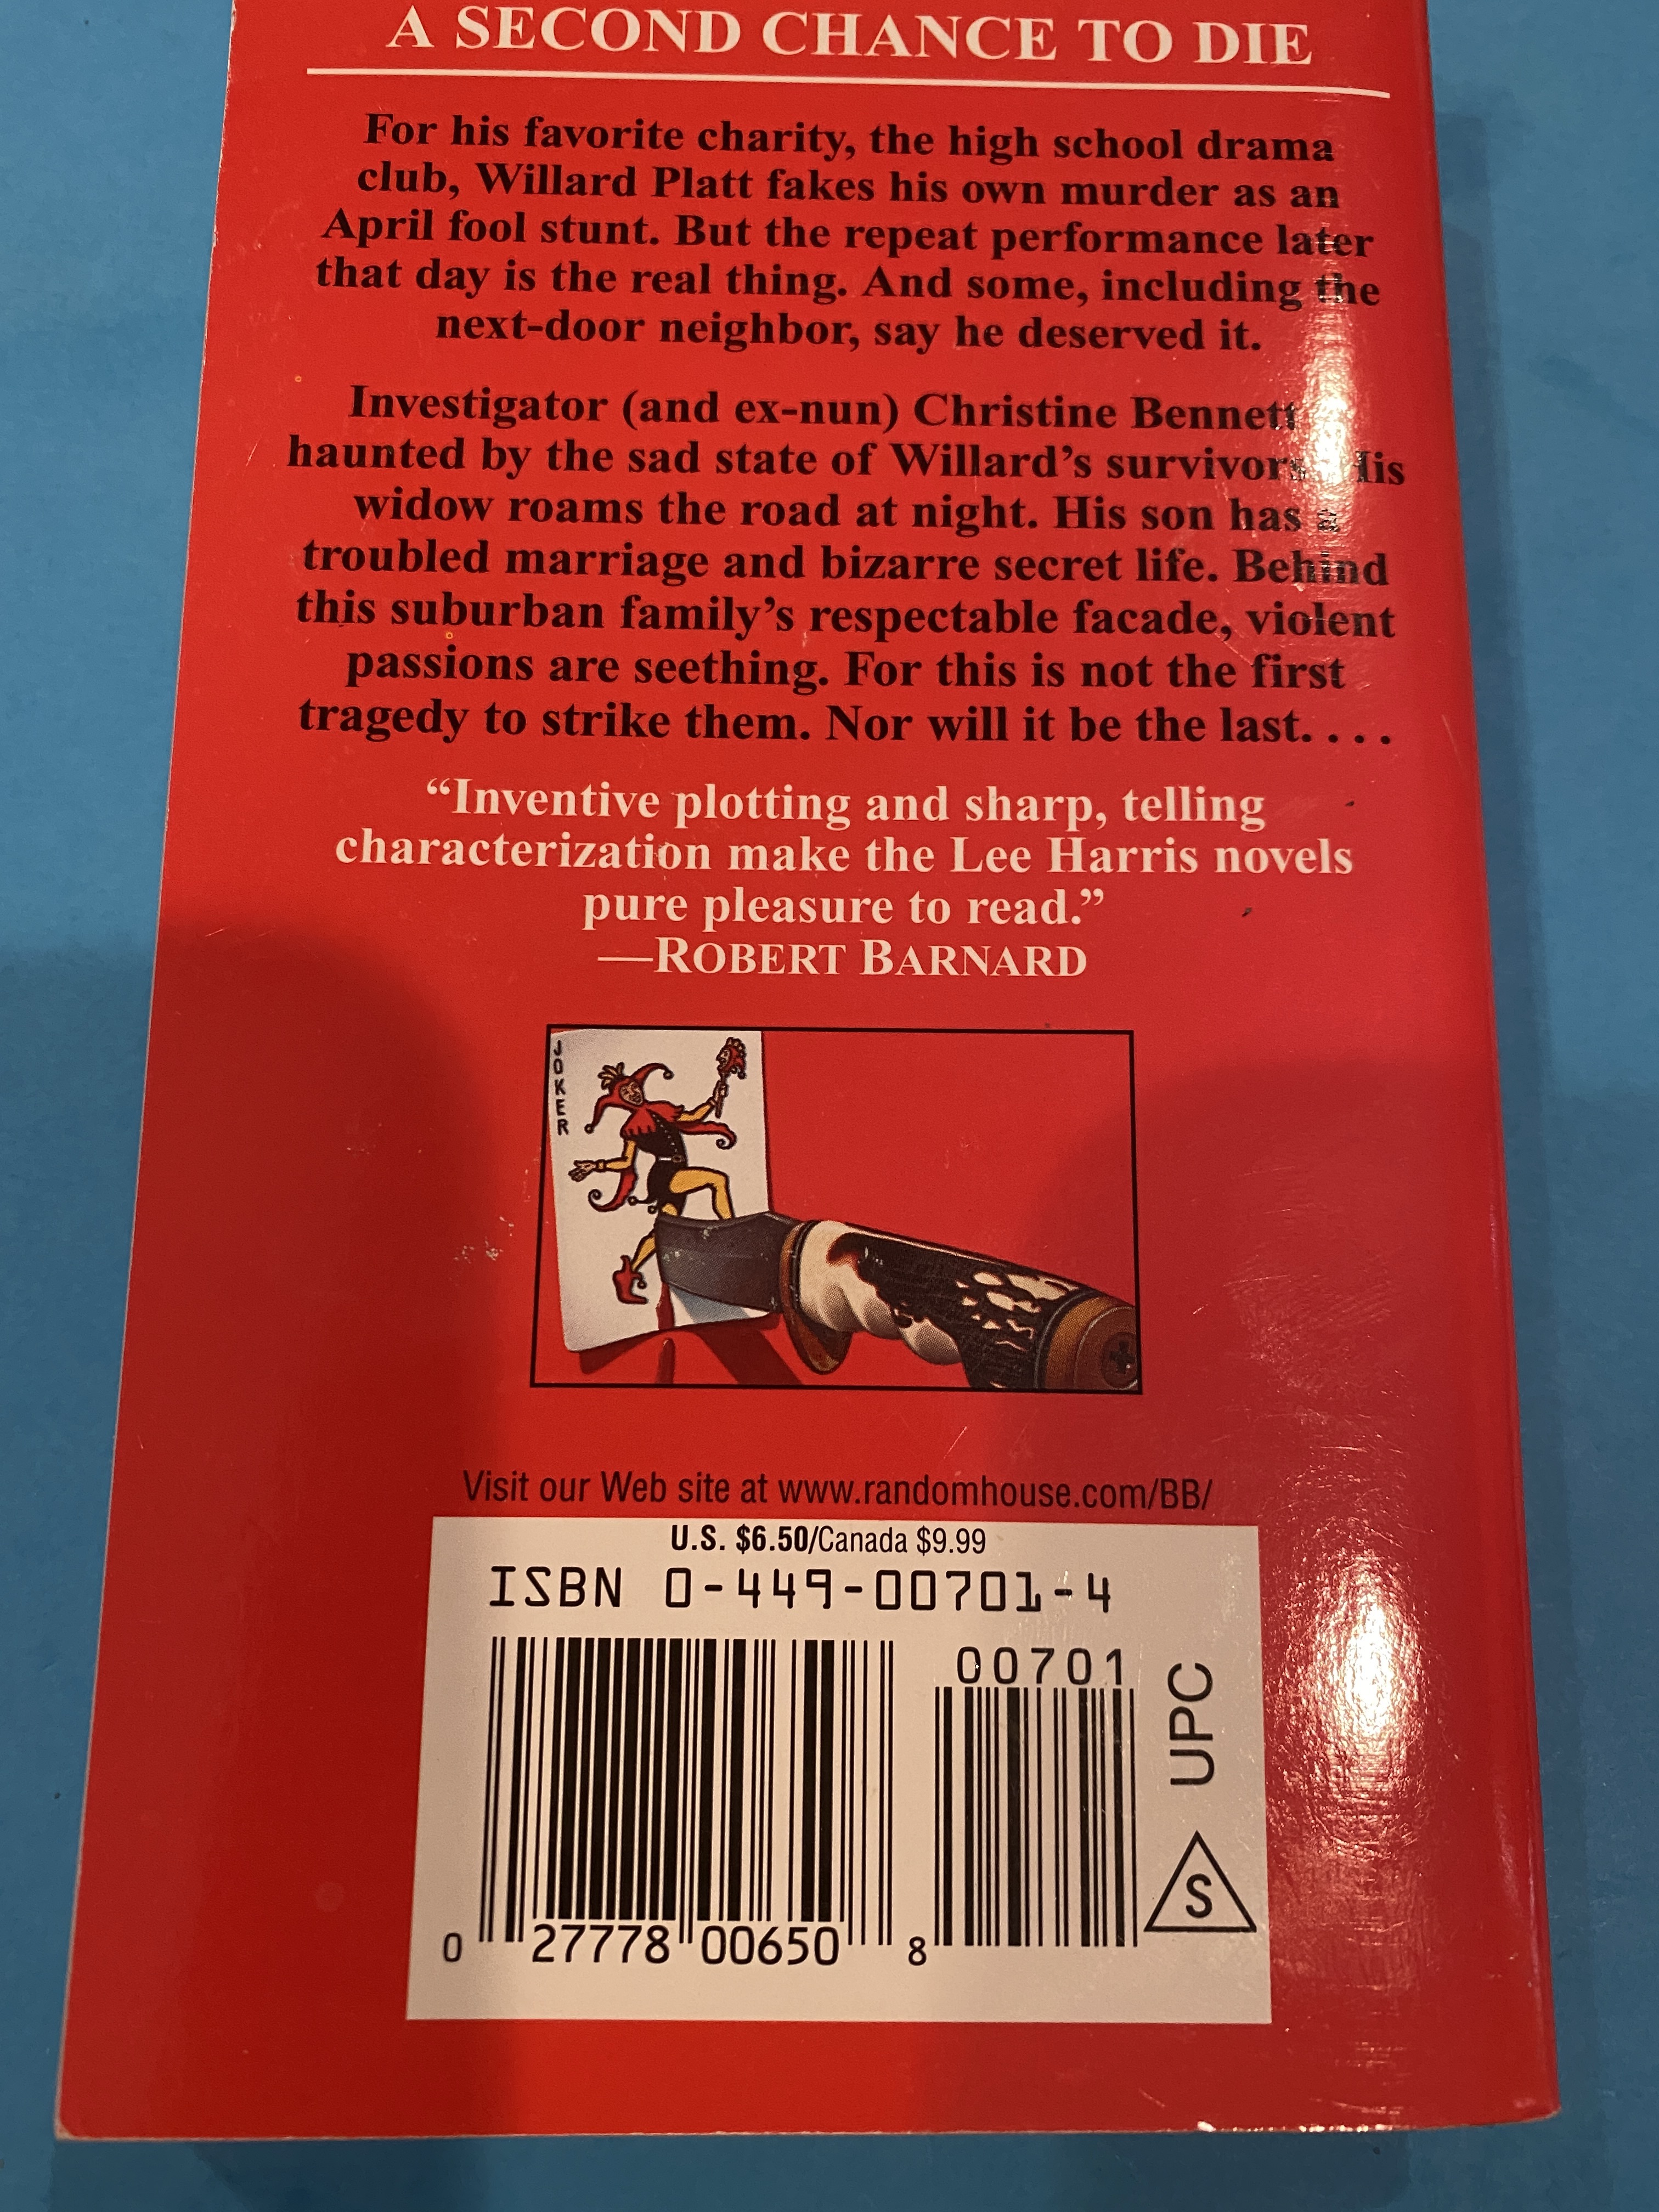 A SECOND CHANCE TO DIE
For his favorite charity, the high school drama
club, Willard Platt fakes his own murder as an
April fool stunt. But the repeat performance later
that day is the real thing. And some, including the
next-door neighbor, say he deserved it.
Investigator (and ex-nun) Christine Bennett
haunted by the sad state of Willard's survivors. His
widow roams the road at night. His son has a
troubled marriage and bizarre secret life. Behind
this suburban family's respectable facade, violent
passions are seething. For this is not the first
tragedy to strike them. Nor will it be the last. . . .
“Inventive plotting and sharp, telling
characterization make the Lee Harris novels
pure pleasure to read.”
—ROBERT BARNARD
JOKER
Visit our Web site at www.randomhouse.com/BB/
U.S. $6.50/Canada $9.99
ISBN 0-449-00701-4
00701
UPC
S
0 27778 00650 8